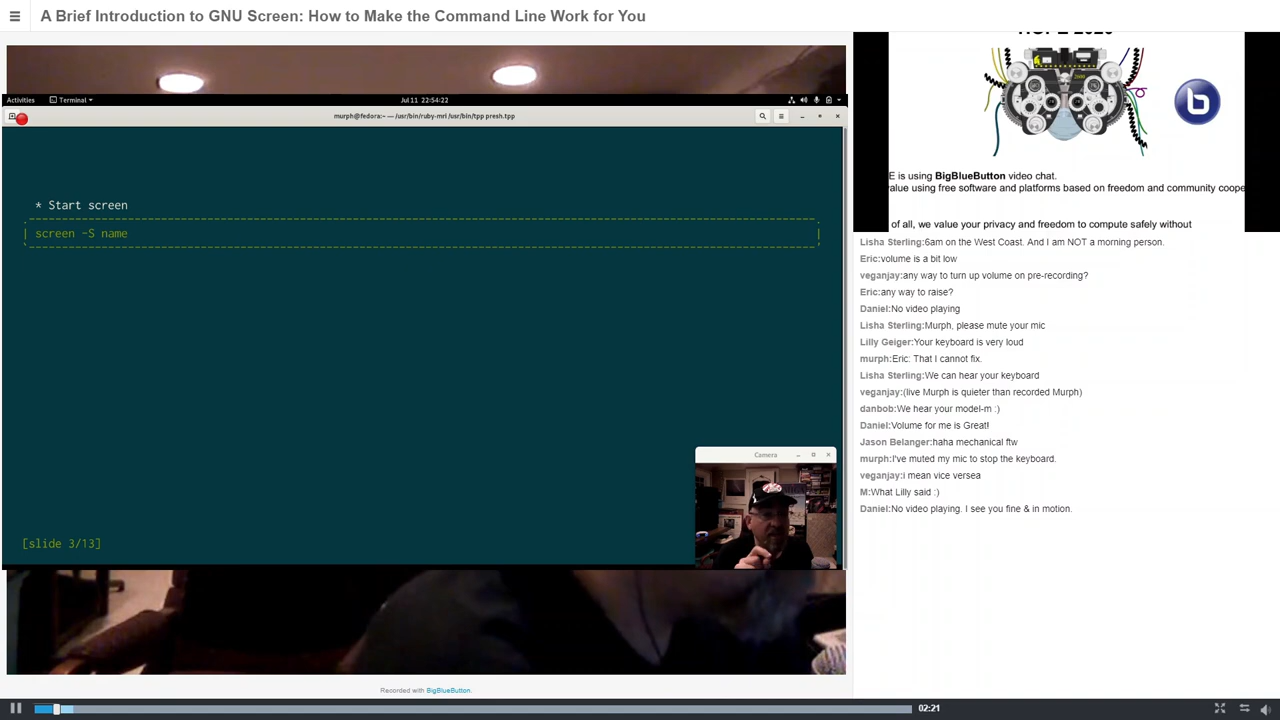 A Brief Introduction to GNU Screen: How to Make the Command Line Work for You
Activities
Terminal
Jul 11 22:54:22
murph@fedora:~ — /usr/bin/ruby-mri /usr/bin/tpp presh.tpp
* Start screen
screen -S name
Camera
[slide 3/13]
Recorded with BigBlueButton.
02:21
HOPE 2020
b
E is using BigBlueButton video chat.
alue using free software and platforms based on freedom and community coope
of all, we value your privacy and freedom to compute safely without
Lisha Sterling:6am on the West Coast. And I am NOT a morning person.
Eric:volume is a bit low
veganjay:any way to turn up volume on pre-recording?
Eric:any way to raise?
Daniel:No video playing
Lisha Sterling:Murph, please mute your mic
Lilly Geiger:Your keyboard is very loud
murph:Eric: That I cannot fix.
Lisha Sterling:We can hear your keyboard
veganjay:(live Murph is quieter than recorded Murph)
danbob:We hear your model-m :)
Daniel:Volume for me is Great!
Jason Belanger:haha mechanical ftw
murph:I've muted my mic to stop the keyboard.
veganjay:i mean vice versea
M:What Lilly said :)
Daniel:No video playing. I see you fine & in motion.